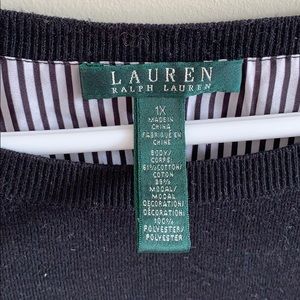 LAUREN
RALPH LAUREN
1X
MADE IN
CHINA
FABRIQUE EN
CHINE
BODY/
CORPS:
61% COTTON/
COTON
39%
MODAL/
MODAL
DECORATION/
DÉCORATION:
100%
POLYESTER/
POLYESTER